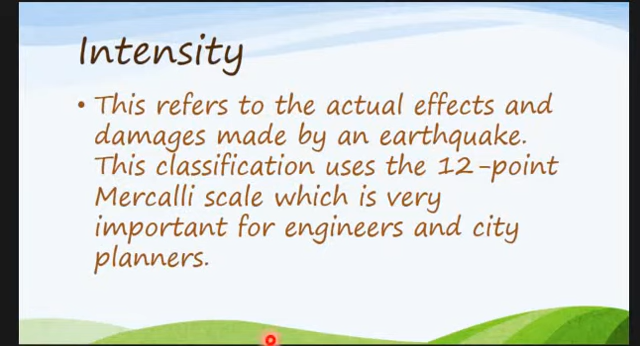 Intensity
• This refers to the actual effects and
damages made by an earthquake.
This classification uses the 12-point
Mercalli scale which is very
important for engineers and city
planners.